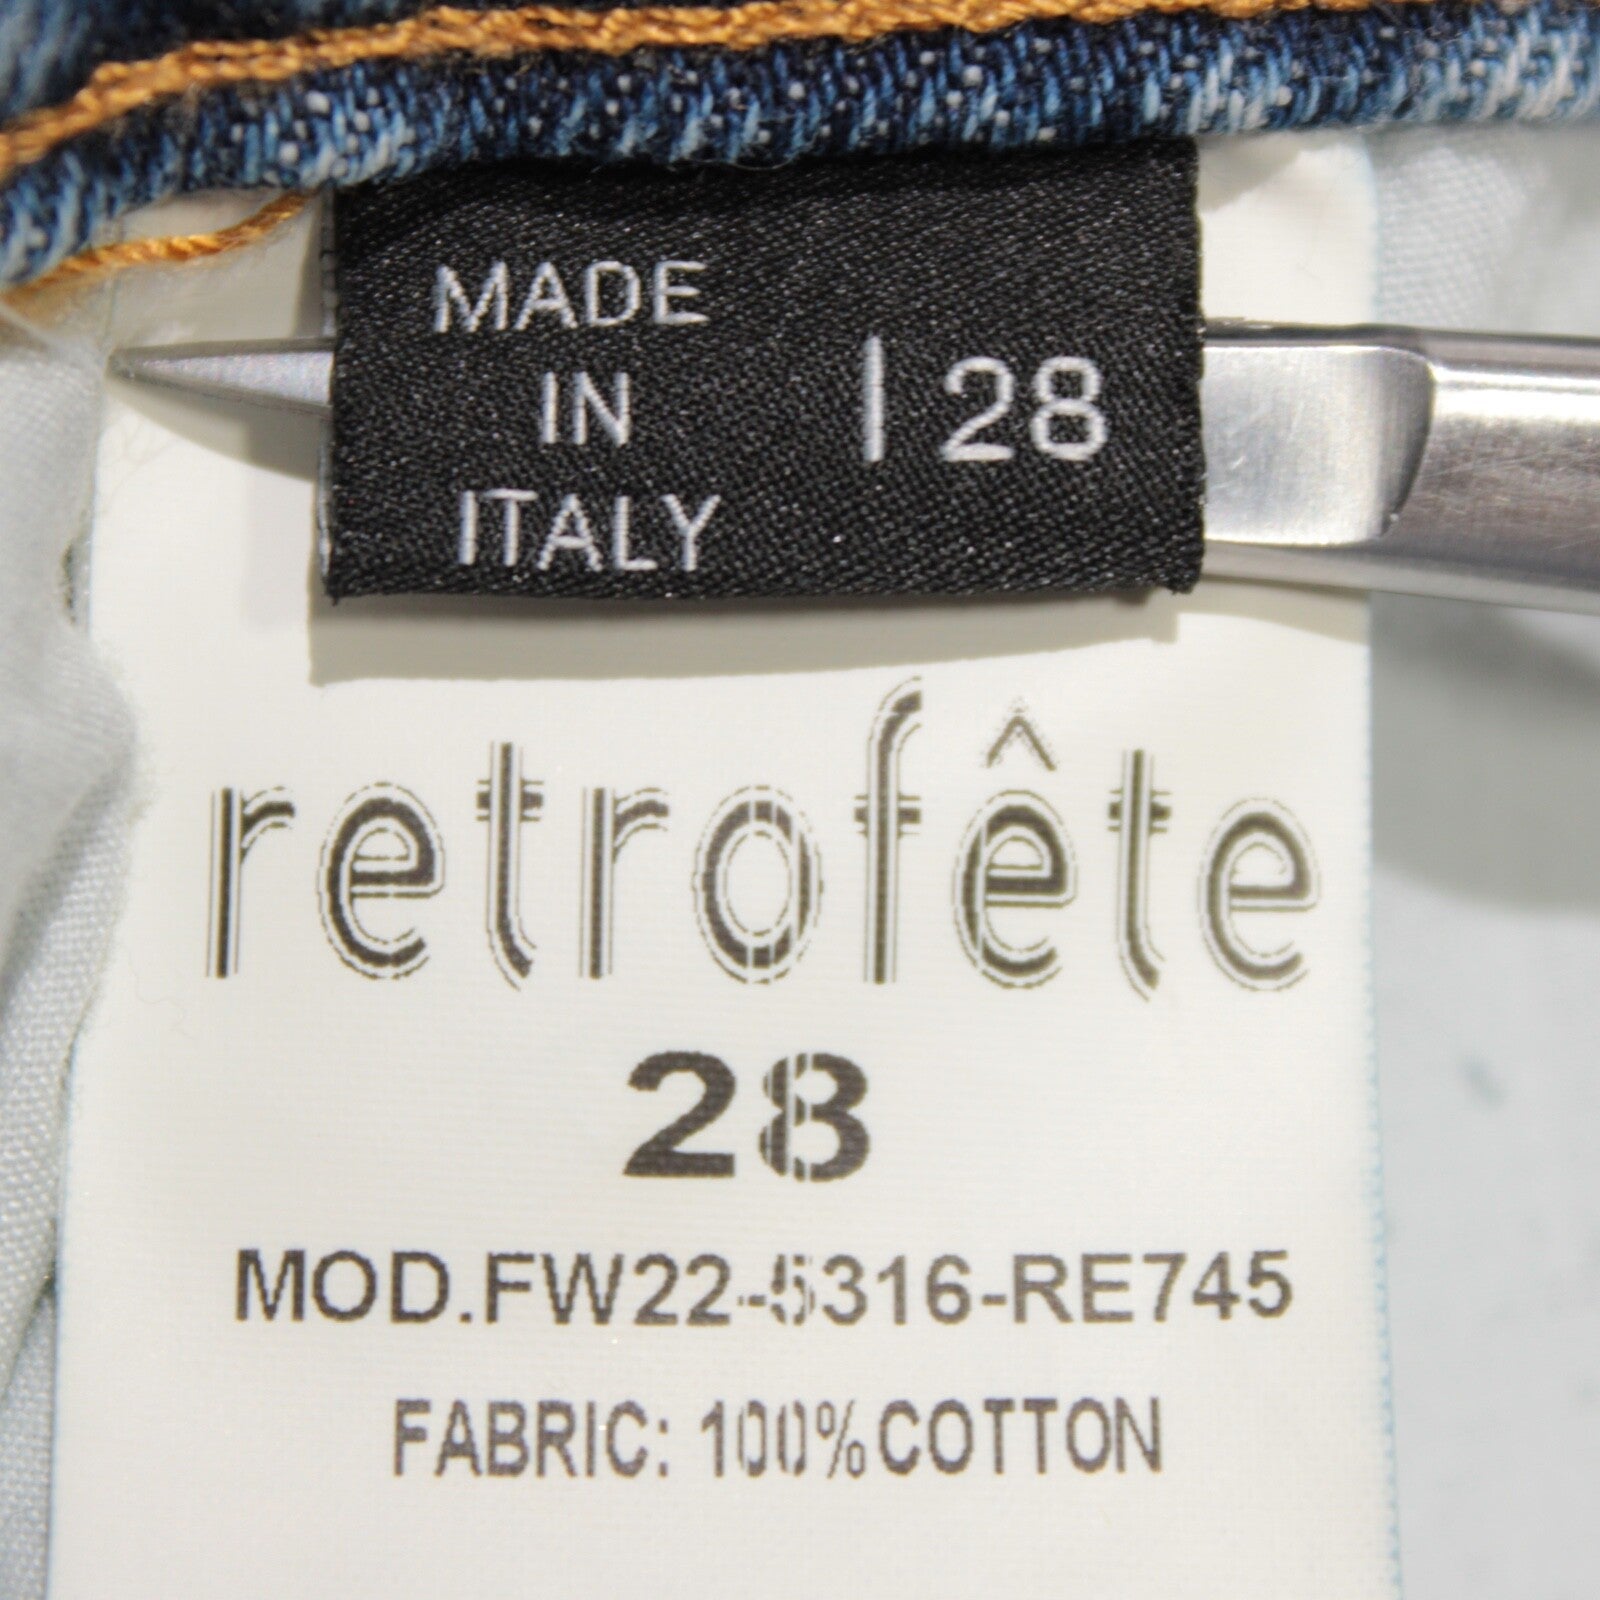 MADE
IN
ITALY
| 28
retrofête
28
MOD.FW22-5316-RE745
FABRIC: 100%COTTON